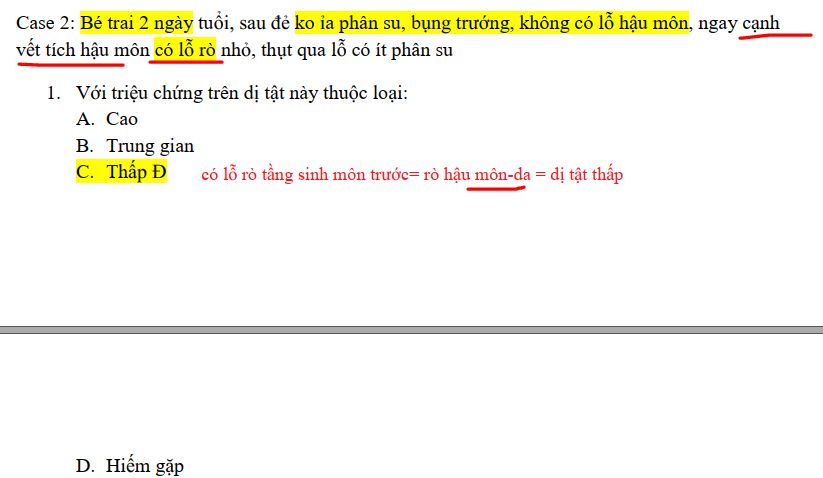 Case 2: Bé trai 2 ngày tuổi, sau đẻ ko ỉa phân su, bụng trướng, không có lỗ hậu môn, ngay cạnh
vết tích hậu môn có lỗ rò nhỏ, thụt qua lỗ có ít phân su
1. Với triệu chứng trên dị tật này thuộc loại:
A. Cao
B. Trung gian
C. Thấp Đ có lỗ rò tầng sinh môn trước= rò hậu môn-da = dị tật thấp
D. Hiếm gặp